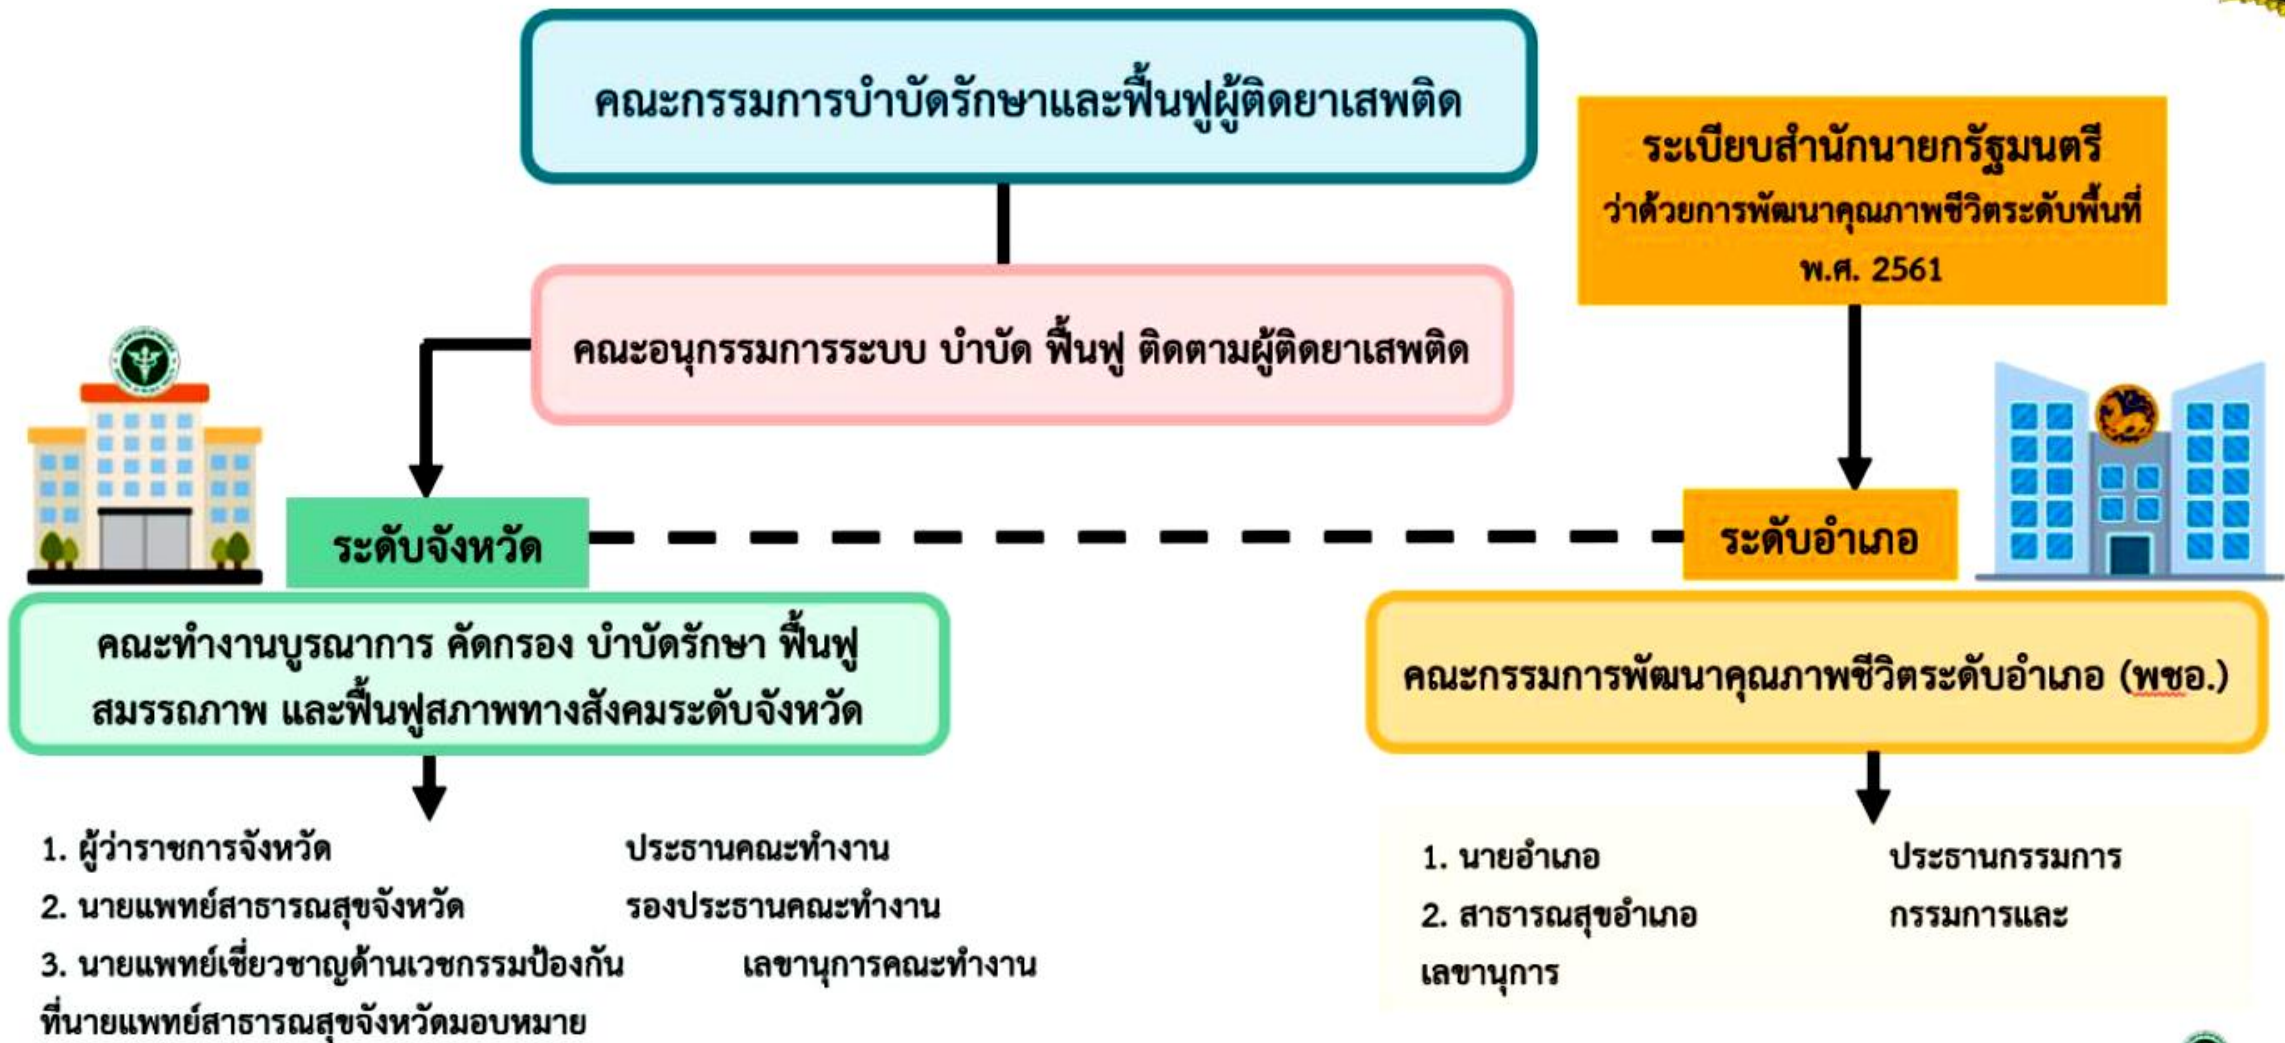 คณะกรรมการบำบัดรักษาและฟื้นฟูผู้ติดยาเสพติด
ระเบียบสำนักนายกรัฐมนตรี
ว่าด้วยการพัฒนาคุณภาพชีวิตระดับพื้นที่
พ.ศ. 2561
คณะอนุกรรมการระบบ บำบัด ฟื้นฟู ติดตามผู้ติดยาเสพติด
ระดับจังหวัด
ระดับอำเภอ
คณะทำงานบูรณาการ คัดกรอง บำบัดรักษา ฟื้นฟู
สมรรถภาพ และฟื้นฟูสภาพทางสังคมระดับจังหวัด
คณะกรรมการพัฒนาคุณภาพชีวิตระดับอำเภอ (พชอ.)
1. ผู้ว่าราชการจังหวัด ประธานคณะทำงาน
2. นายแพทย์สาธารณสุขจังหวัด รองประธานคณะทำงาน
3. นายแพทย์เชี่ยวชาญด้านเวชกรรมป้องกัน เลขานุการคณะทำงาน
ที่นายแพทย์สาธารณสุขจังหวัดมอบหมาย
1. นายอำเภอ ประธานกรรมการ
2. สาธารณสุขอำเภอ กรรมการและ
เลขานุการ